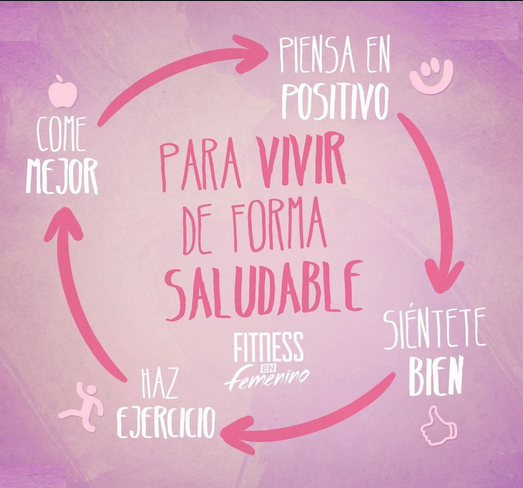 PIENSA EN
POSITIVO
COME
MEJOR
PARA VIVIR
DE FORMA
SALUDABLE
SIÉNTETE
BIEN
FITNESS
EN
femenino
HAZ
EJERCICIO